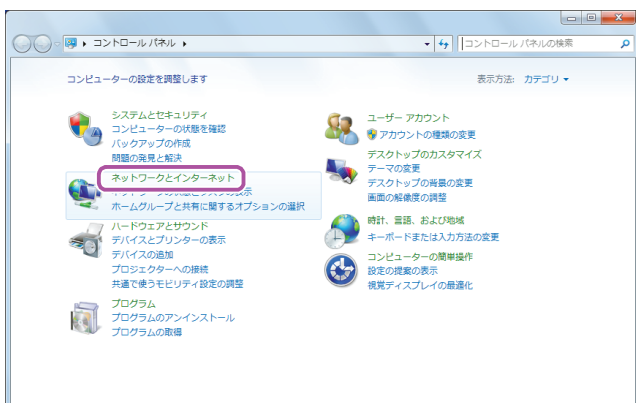 コントロール パネル
コントロール パネルの検索
コンピューターの設定を調整します
表示方法: カテゴリ
システムとセキュリティ
コンピューターの状態を確認
バックアップの作成
問題の発見と解決
ネットワークとインターネット
ホームグループと共有に関するオプションの選択
ハードウェアとサウンド
デバイスとプリンターの表示
デバイスの追加
プロジェクターへの接続
共通で使うモビリティ設定の調整
プログラム
プログラムのアンインストール
プログラムの取得
ユーザー アカウント
アカウントの種類の変更
デスクトップのカスタマイズ
テーマの変更
デスクトップの背景の変更
画面の解像度の調整
時計、言語、および地域
キーボードまたは入力方法の変更
コンピューターの簡単操作
設定の提案の表示
視覚ディスプレイの最適化